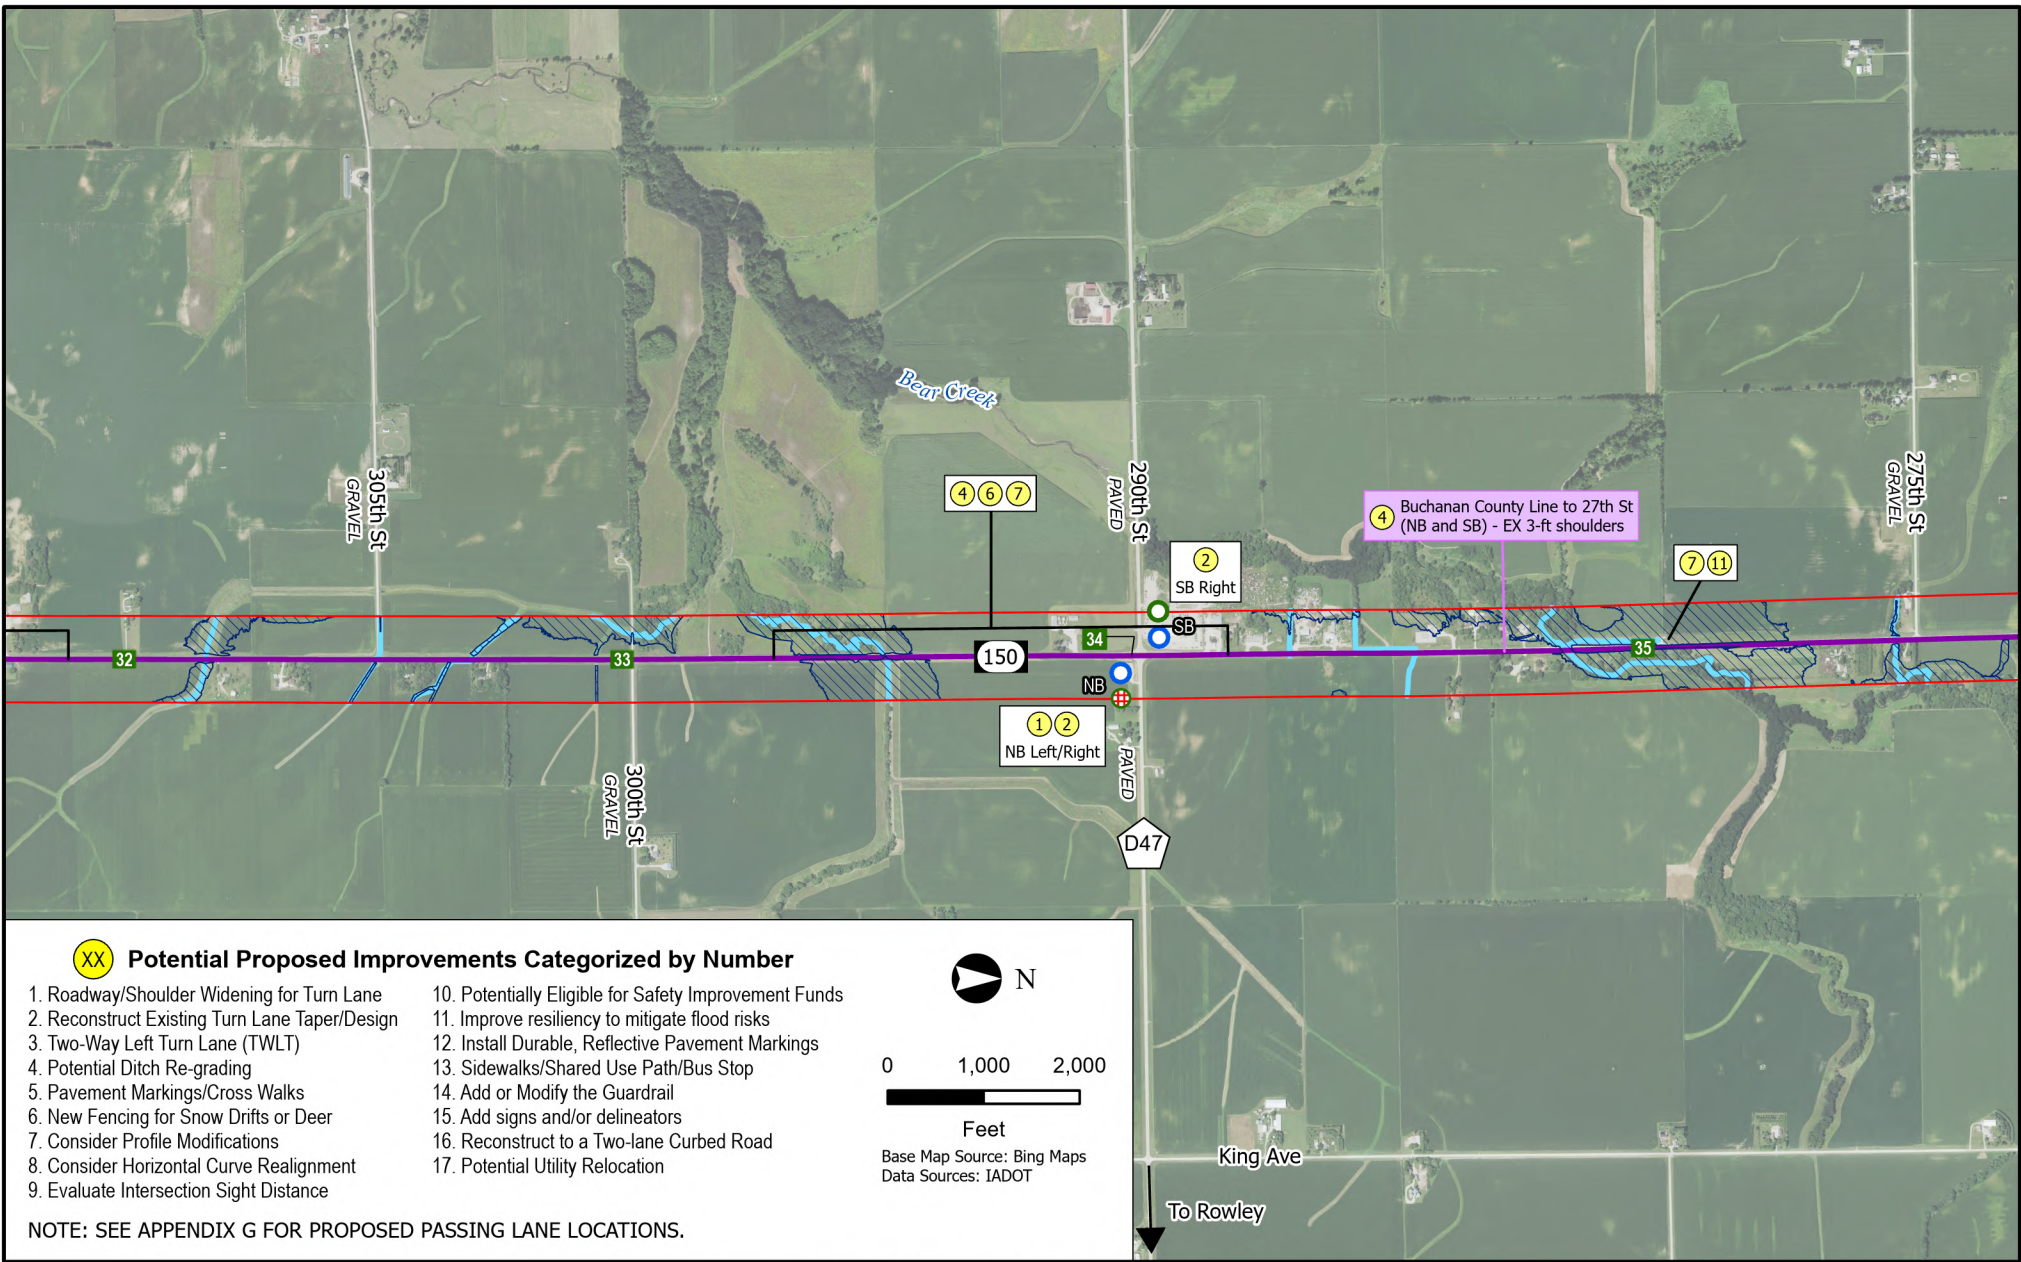 Bear Creek
305th St
GRAVEL
290th St
PAVED
275th St
GRAVEL
4 6 7
2
SB Right
4 Buchanan County Line to 27th St
(NB and SB) - EX 3-ft shoulders
7 11
SB
32
33
34
35
150
NB
1 2
NB Left/Right
PAVED
300th St
GRAVEL
D47
King Ave
To Rowley
XX Potential Proposed Improvements Categorized by Number
1. Roadway/Shoulder Widening for Turn Lane
2. Reconstruct Existing Turn Lane Taper/Design
3. Two-Way Left Turn Lane (TWLT)
4. Potential Ditch Re-grading
5. Pavement Markings/Cross Walks
6. New Fencing for Snow Drifts or Deer
7. Consider Profile Modifications
8. Consider Horizontal Curve Realignment
9. Evaluate Intersection Sight Distance
10. Potentially Eligible for Safety Improvement Funds
11. Improve resiliency to mitigate flood risks
12. Install Durable, Reflective Pavement Markings
13. Sidewalks/Shared Use Path/Bus Stop
14. Add or Modify the Guardrail
15. Add signs and/or delineators
16. Reconstruct to a Two-lane Curbed Road
17. Potential Utility Relocation
N
0 1,000 2,000
Feet
Base Map Source: Bing Maps
Data Sources: IADOT
NOTE: SEE APPENDIX G FOR PROPOSED PASSING LANE LOCATIONS.